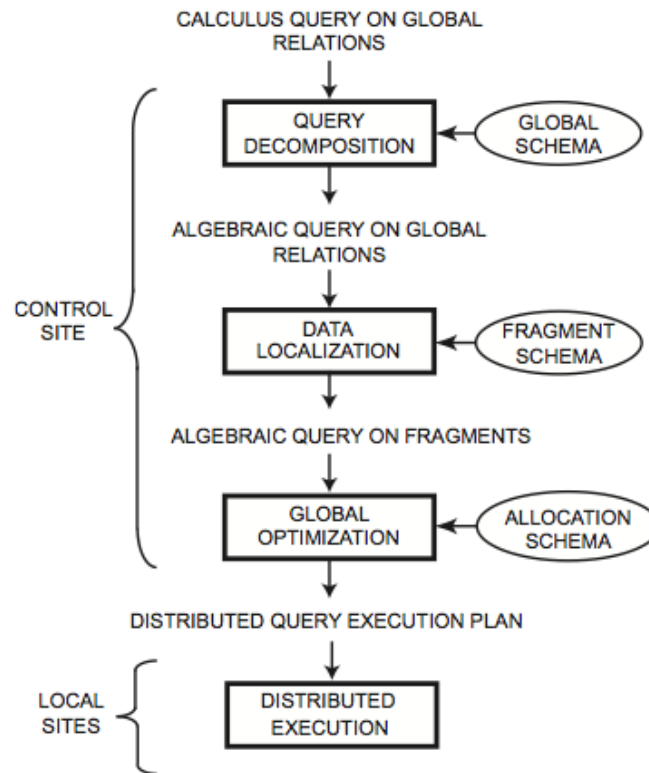 CALCULUS QUERY ON GLOBAL
RELATIONS
QUERY
DECOMPOSITION
GLOBAL
SCHEMA
ALGEBRAIC QUERY ON GLOBAL
RELATIONS
CONTROL
SITE
DATA
LOCALIZATION
FRAGMENT
SCHEMA
ALGEBRAIC QUERY ON FRAGMENTS
GLOBAL
OPTIMIZATION
ALLOCATION
SCHEMA
DISTRIBUTED QUERY EXECUTION PLAN
LOCAL
SITES
DISTRIBUTED
EXECUTION